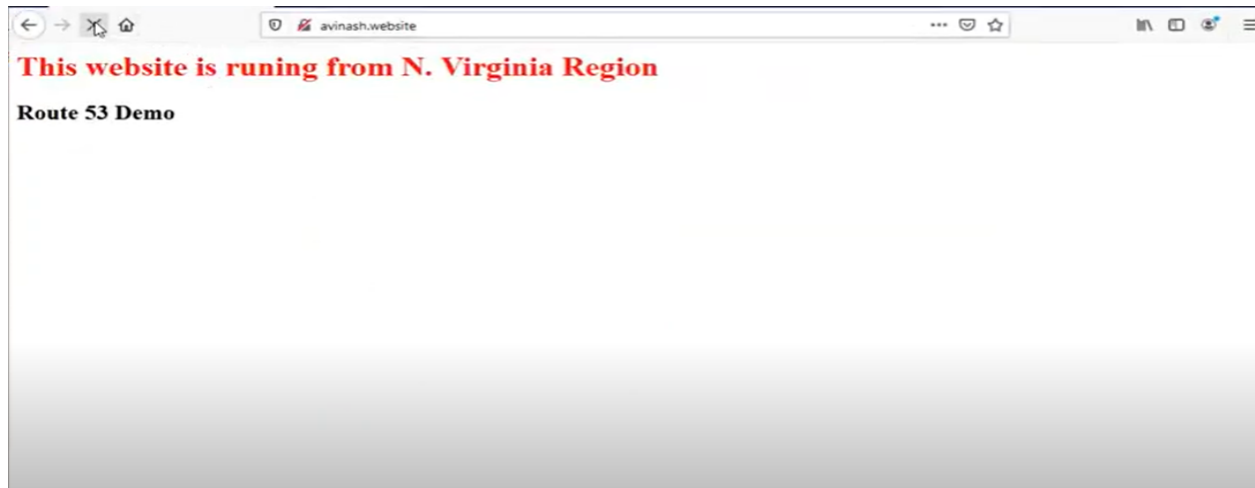 avinash.website
This website is runing from N. Virginia Region
Route 53 Demo